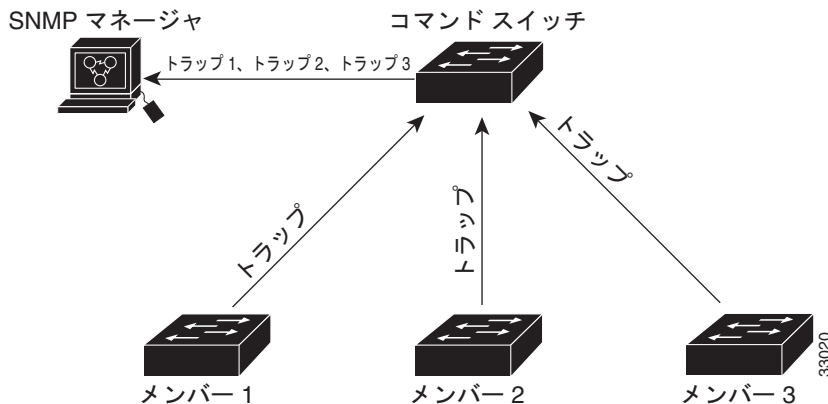 SNMP マネージャ
コマンド スイッチ
トラップ 1、トラップ 2、トラップ 3
トラップ
トラップ
トラップ
メンバー 1
メンバー 2
メンバー 3
33020